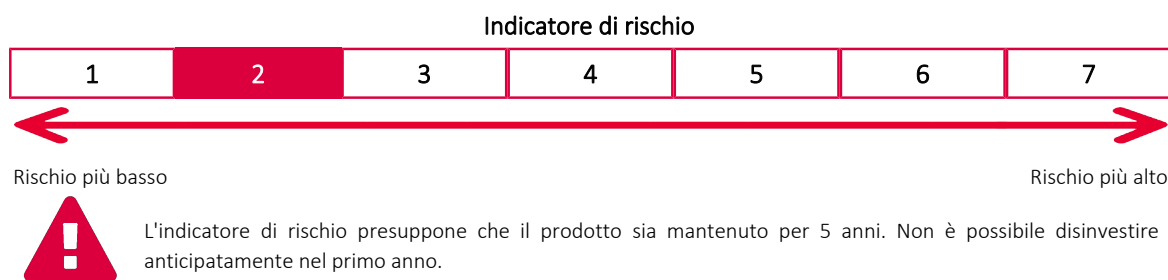 Indicatore di rischio
1 2 3 4 5 6 7
Rischio più basso Rischio più alto
L'indicatore di rischio presuppone che il prodotto sia mantenuto per 5 anni. Non è possibile disinvestire
anticipatamente nel primo anno.